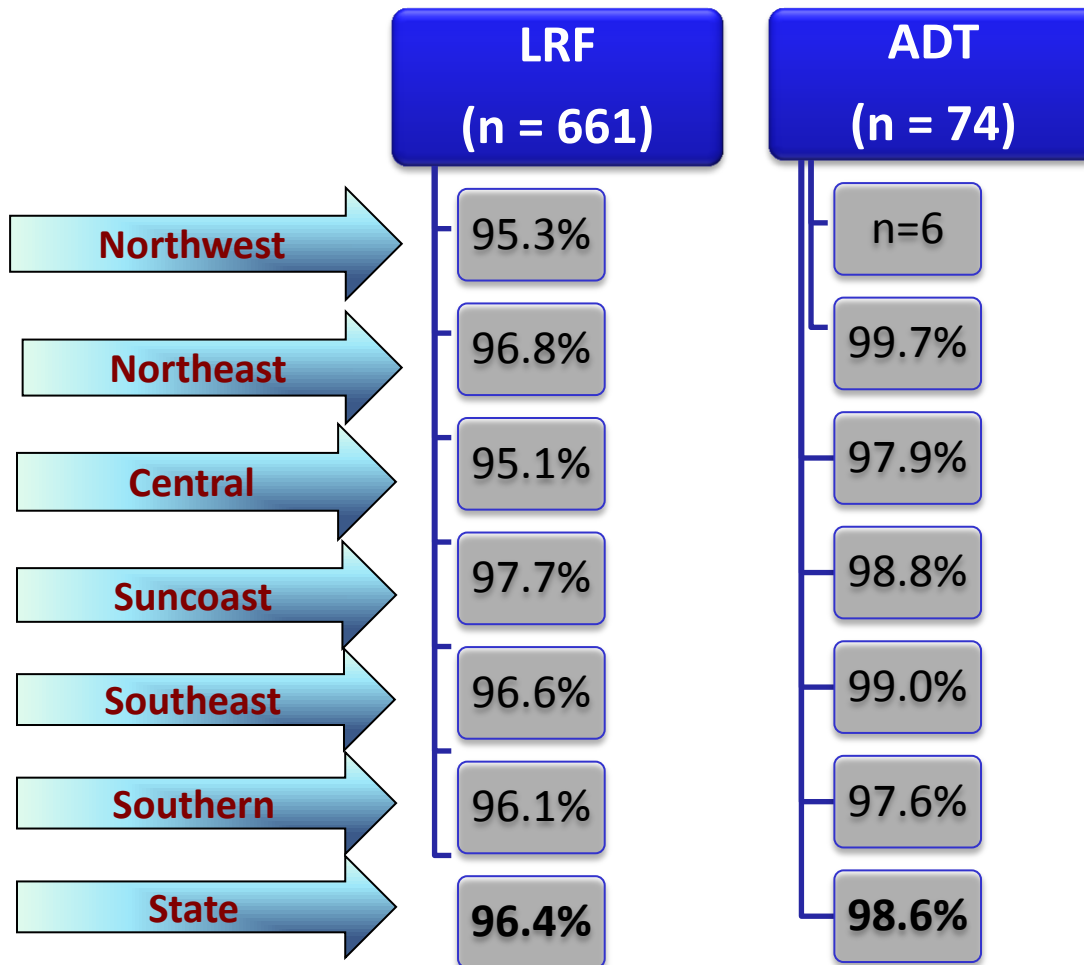 LRF
(n = 661)
ADT
(n = 74)
Northwest
95.3%
n=6
Northeast
96.8%
99.7%
Central
95.1%
97.9%
Suncoast
97.7%
98.8%
Southeast
96.6%
99.0%
Southern
96.1%
97.6%
State
96.4%
98.6%